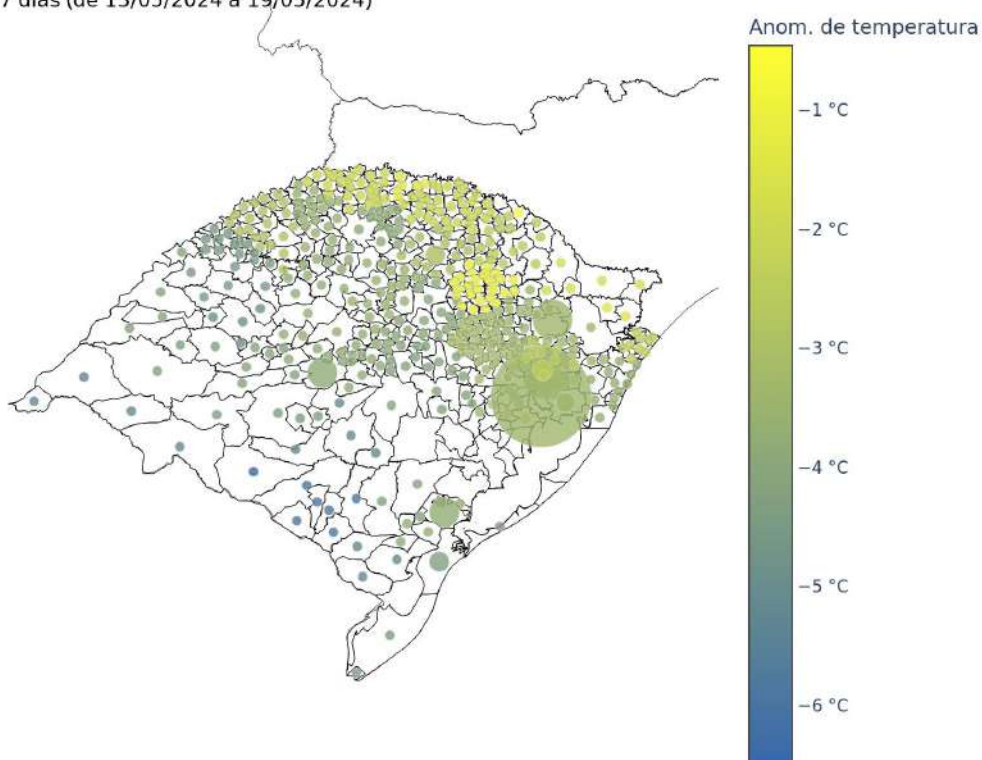 7 dias (de 13/05/2024 a 19/05/2024)
Anom. de temperatura
−1 °C
−2 °C
−3 °C
−4 °C
−5 °C
−6 °C